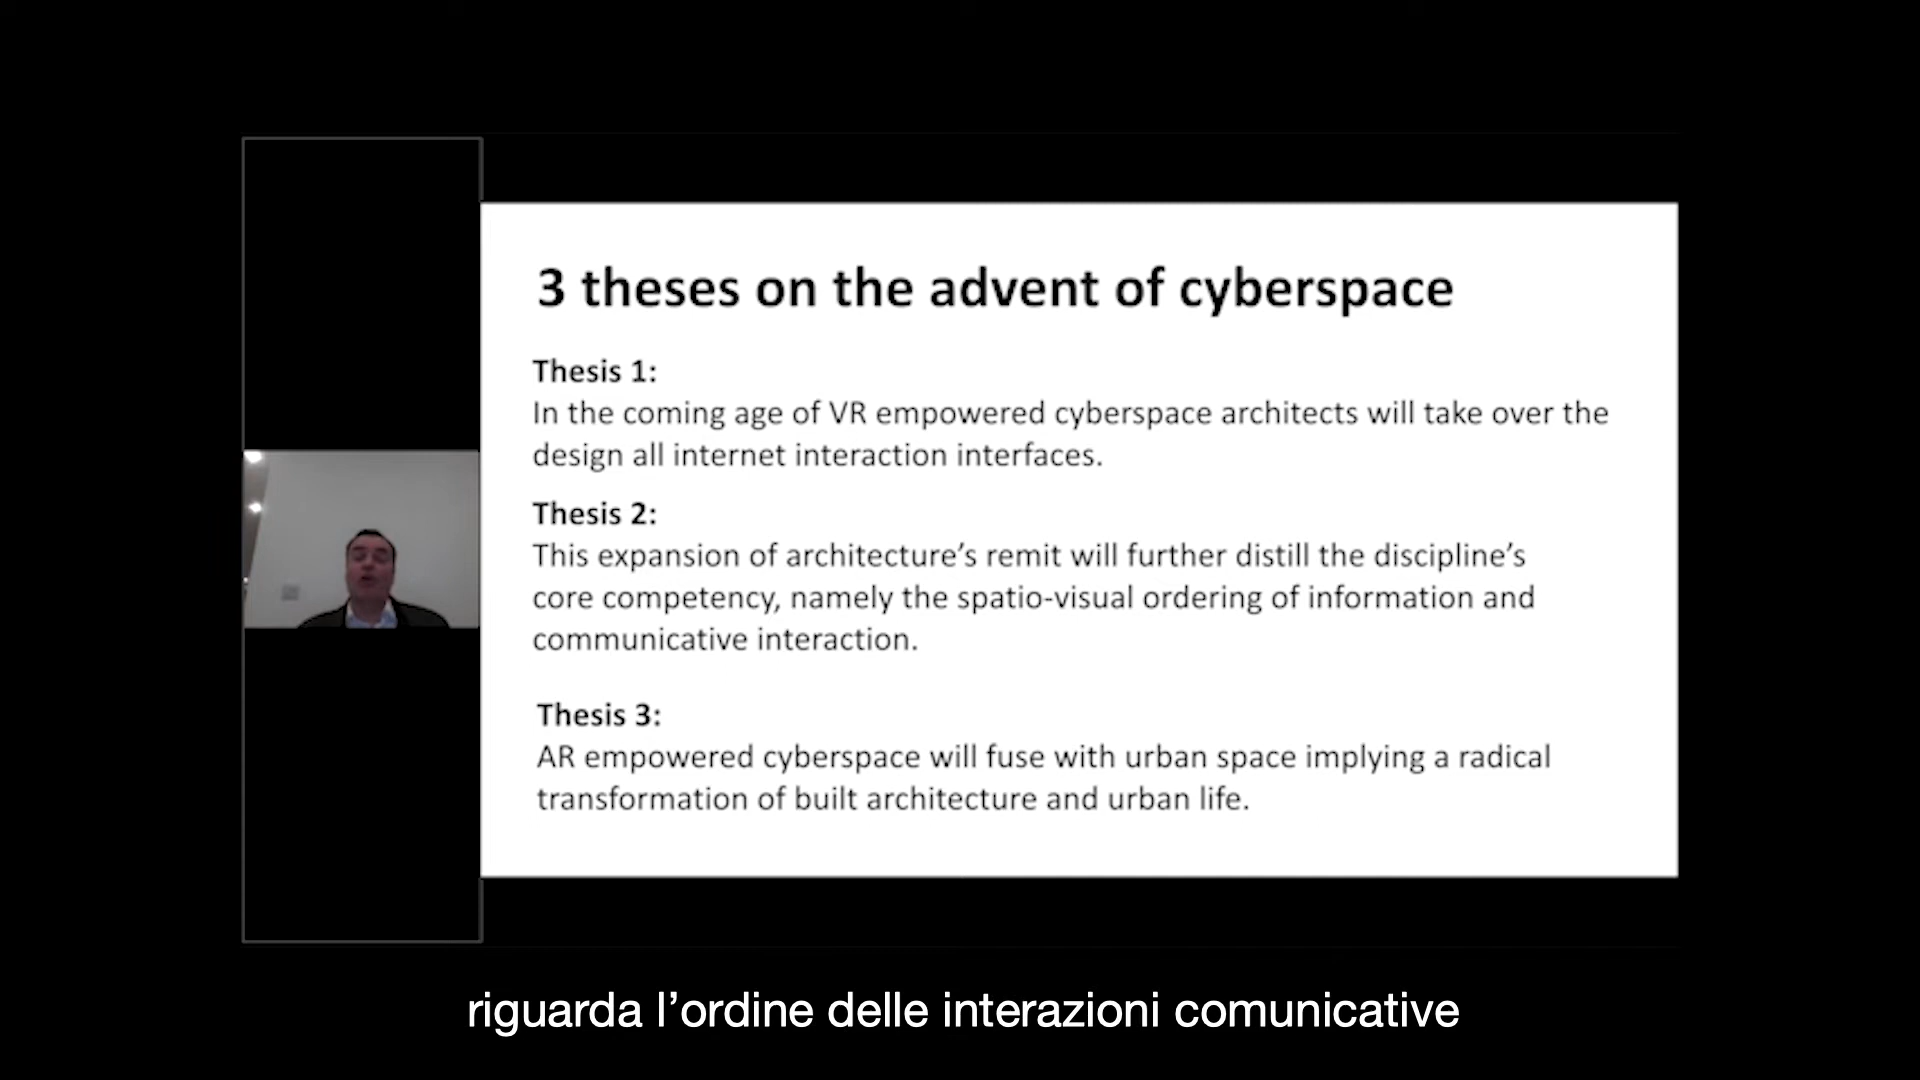 3 theses on the advent of cyberspace
Thesis 1:
In the coming age of VR empowered cyberspace architects will take over the
design all internet interaction interfaces.
Thesis 2:
This expansion of architecture’s remit will further distill the discipline’s
core competency, namely the spatio-visual ordering of information and
communicative interaction.
Thesis 3:
AR empowered cyberspace will fuse with urban space implying a radical
transformation of built architecture and urban life.
riguarda l’ordine delle interazioni comunicative